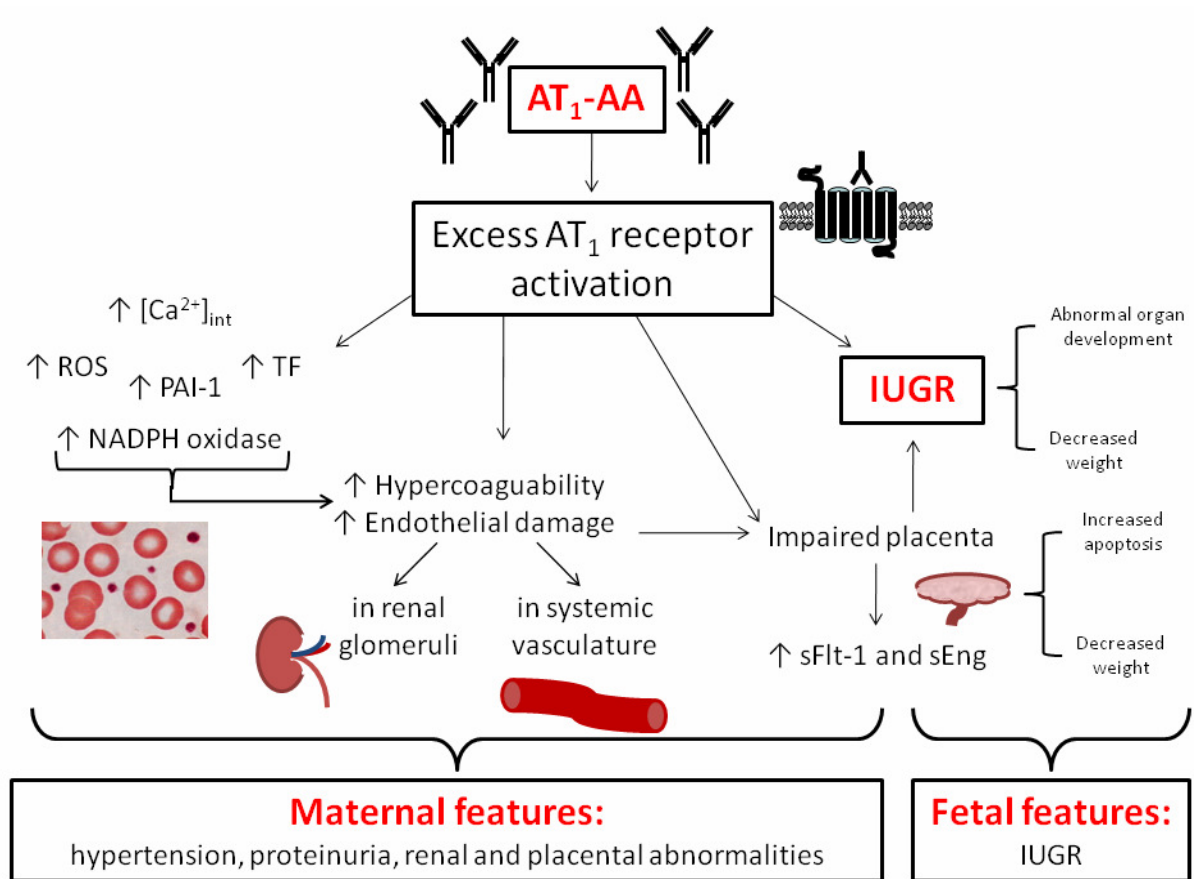 AT₁-AA
Excess AT₁ receptor
activation
↑ [Ca²⁺]int
↑ ROS
↑ PAI-1
↑ TF
↑ NADPH oxidase
IUGR
Abnormal organ
development
Decreased
weight
↑ Hypercoaguability
↑ Endothelial damage
in renal
glomeruli
in systemic
vasculature
Impaired placenta
Increased
apoptosis
Decreased
weight
↑ sFlt-1 and sEng
Maternal features:
hypertension, proteinuria, renal and placental abnormalities
Fetal features:
IUGR